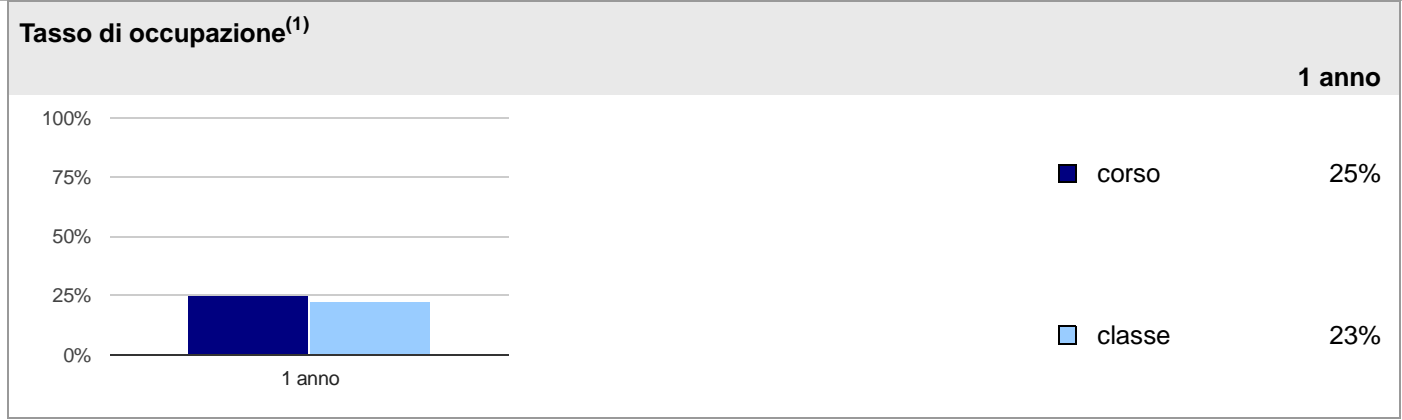 Tasso di occupazione(1)
1 anno
100%
75%
50%
25%
0%
1 anno
corso 25%
classe 23%